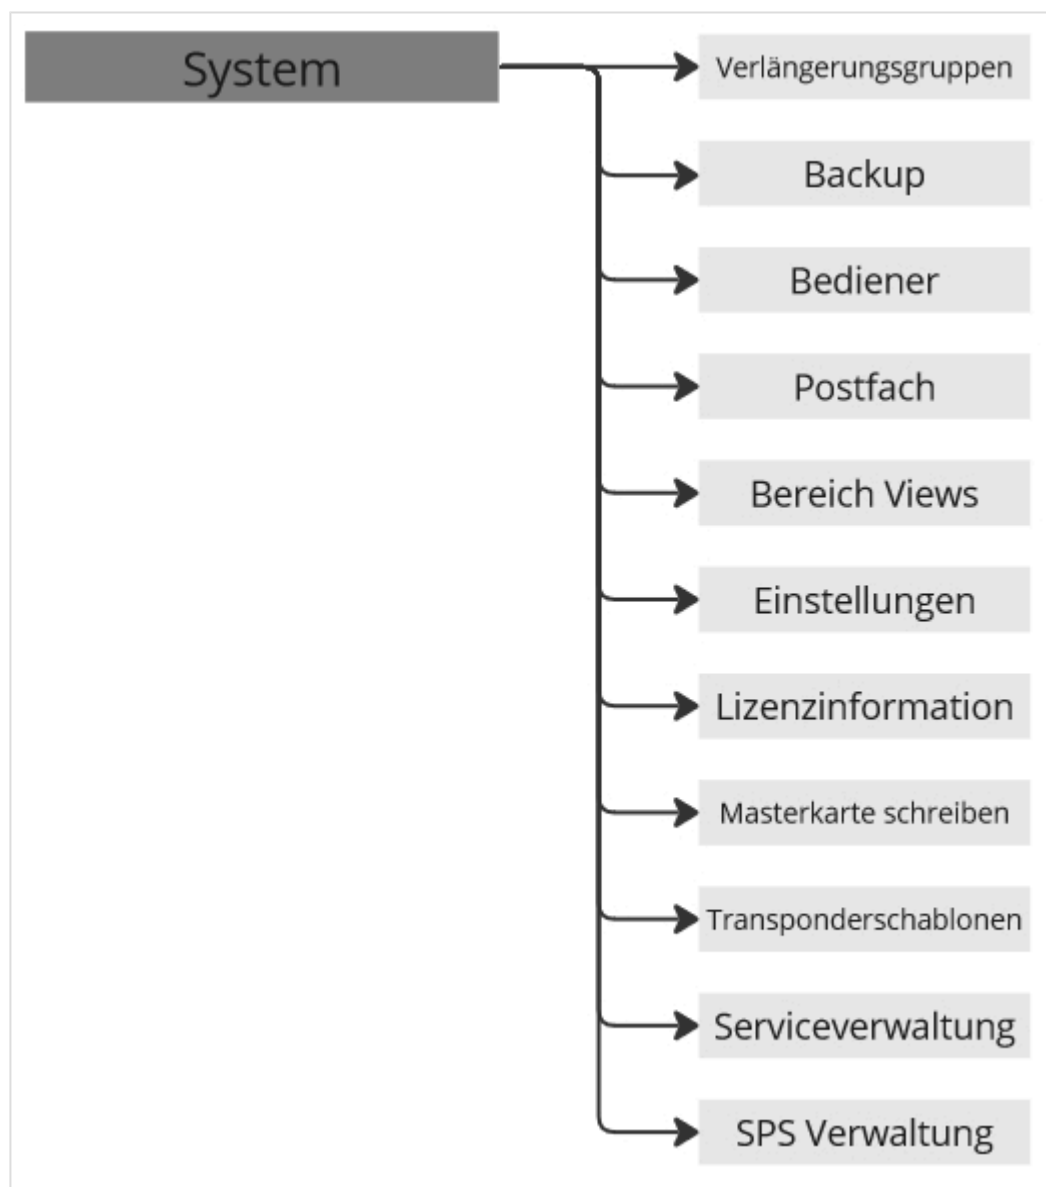 System
Verlängerungsgruppen
Backup
Bediener
Postfach
Bereich Views
Einstellungen
Lizenzinformation
Masterkarte schreiben
Transponderschablonen
Serviceverwaltung
SPS Verwaltung